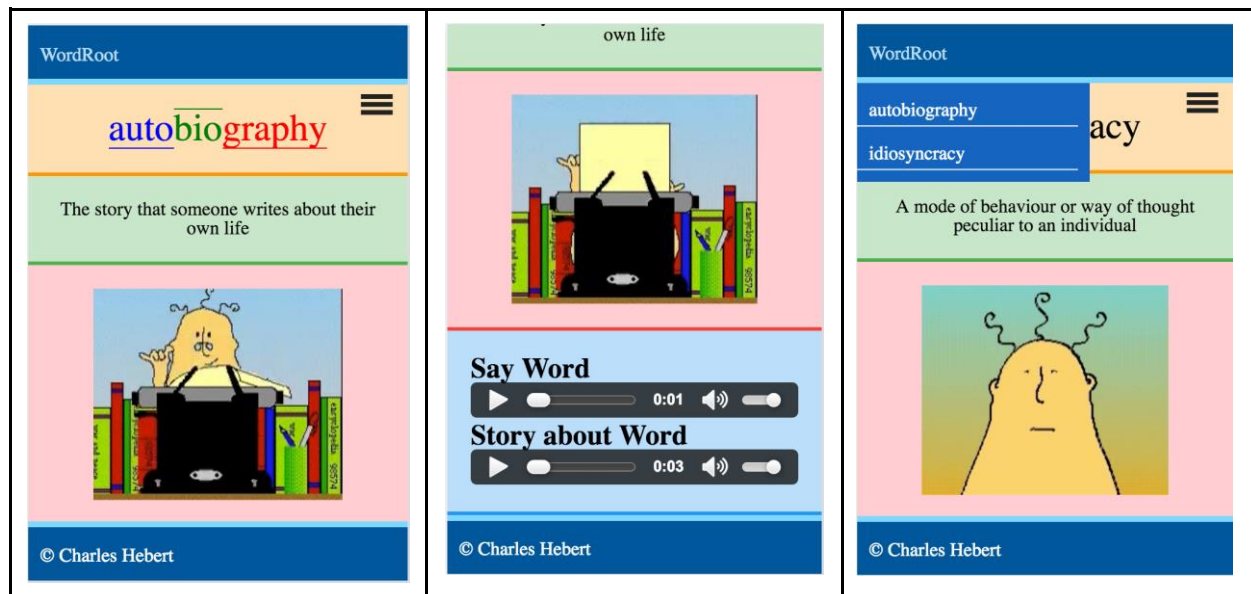 WordRoot
autobiography
The story that someone writes about their
own life
© Charles Hebert
own life
Say Word
0:01
Story about Word
0:03
© Charles Hebert
WordRoot
autobiography
idiosyncracy
acy
A mode of behaviour or way of thought
peculiar to an individual
© Charles Hebert